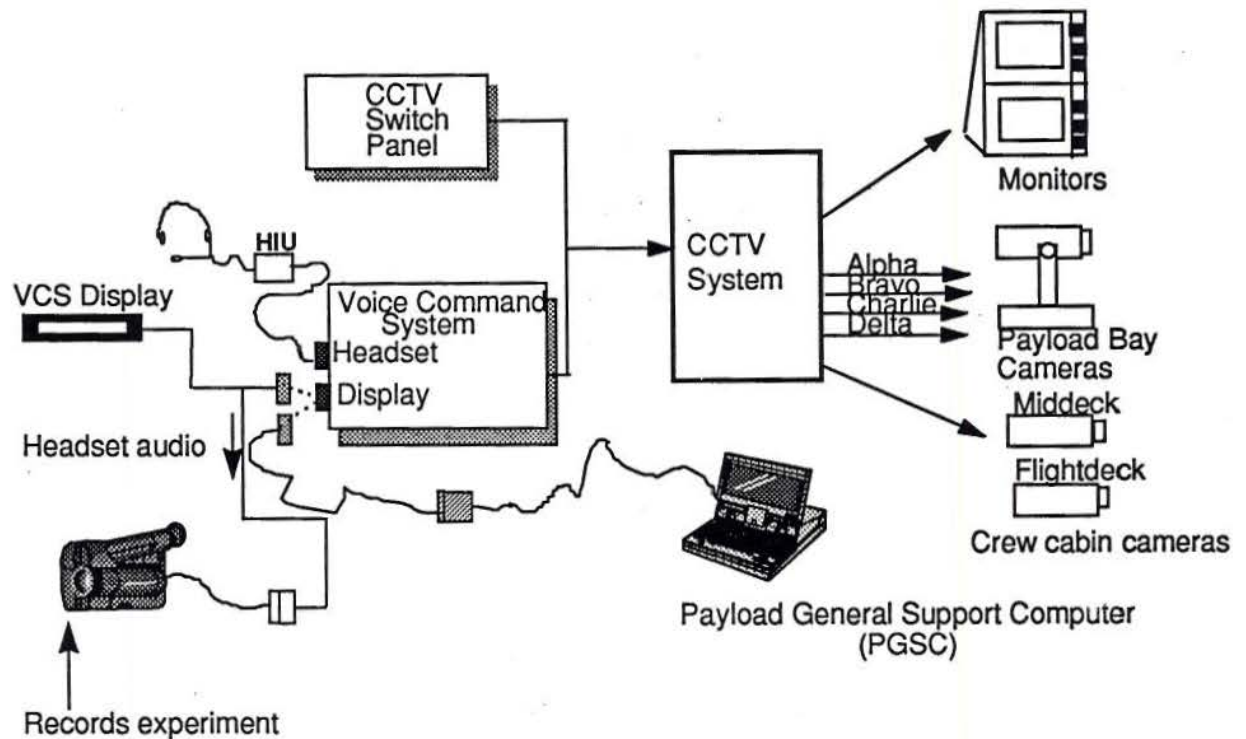 CCTV
Switch
Panel
Monitors
HIU
CCTV
System
Alpha
Bravo
Charlie
Delta
VCS Display
Voice Command
System
Headset
Display
Payload Bay
Cameras
Middeck
Headset audio
Flightdeck
Crew cabin cameras
Payload General Support Computer
(PGSC)
Records experiment